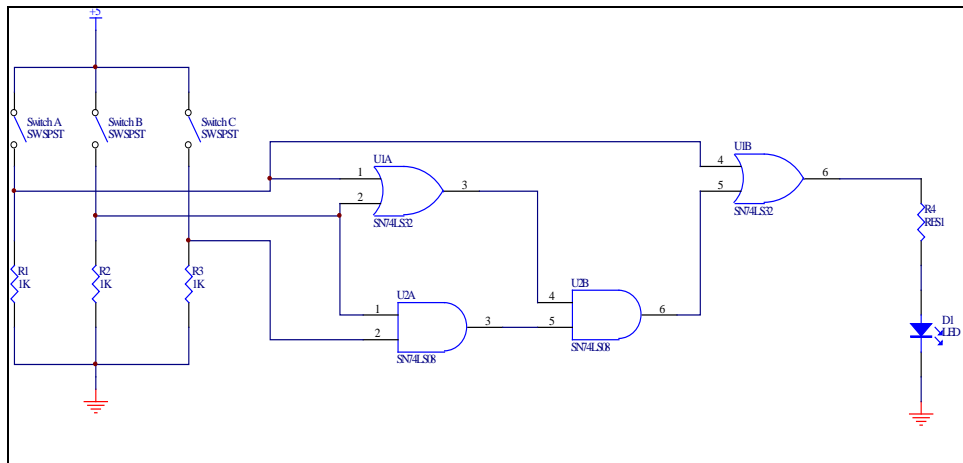 +5
Switch A
SWSPST
Switch B
SWSPST
Switch C
SWSPST
U1A
1
2
3
SN74LS32
U1B
4
5
6
SN74LS32
R4
RES1
R1
1K
R2
1K
R3
1K
U2A
1
2
3
SN74LS08
U2B
4
5
6
SN74LS08
D1
LED